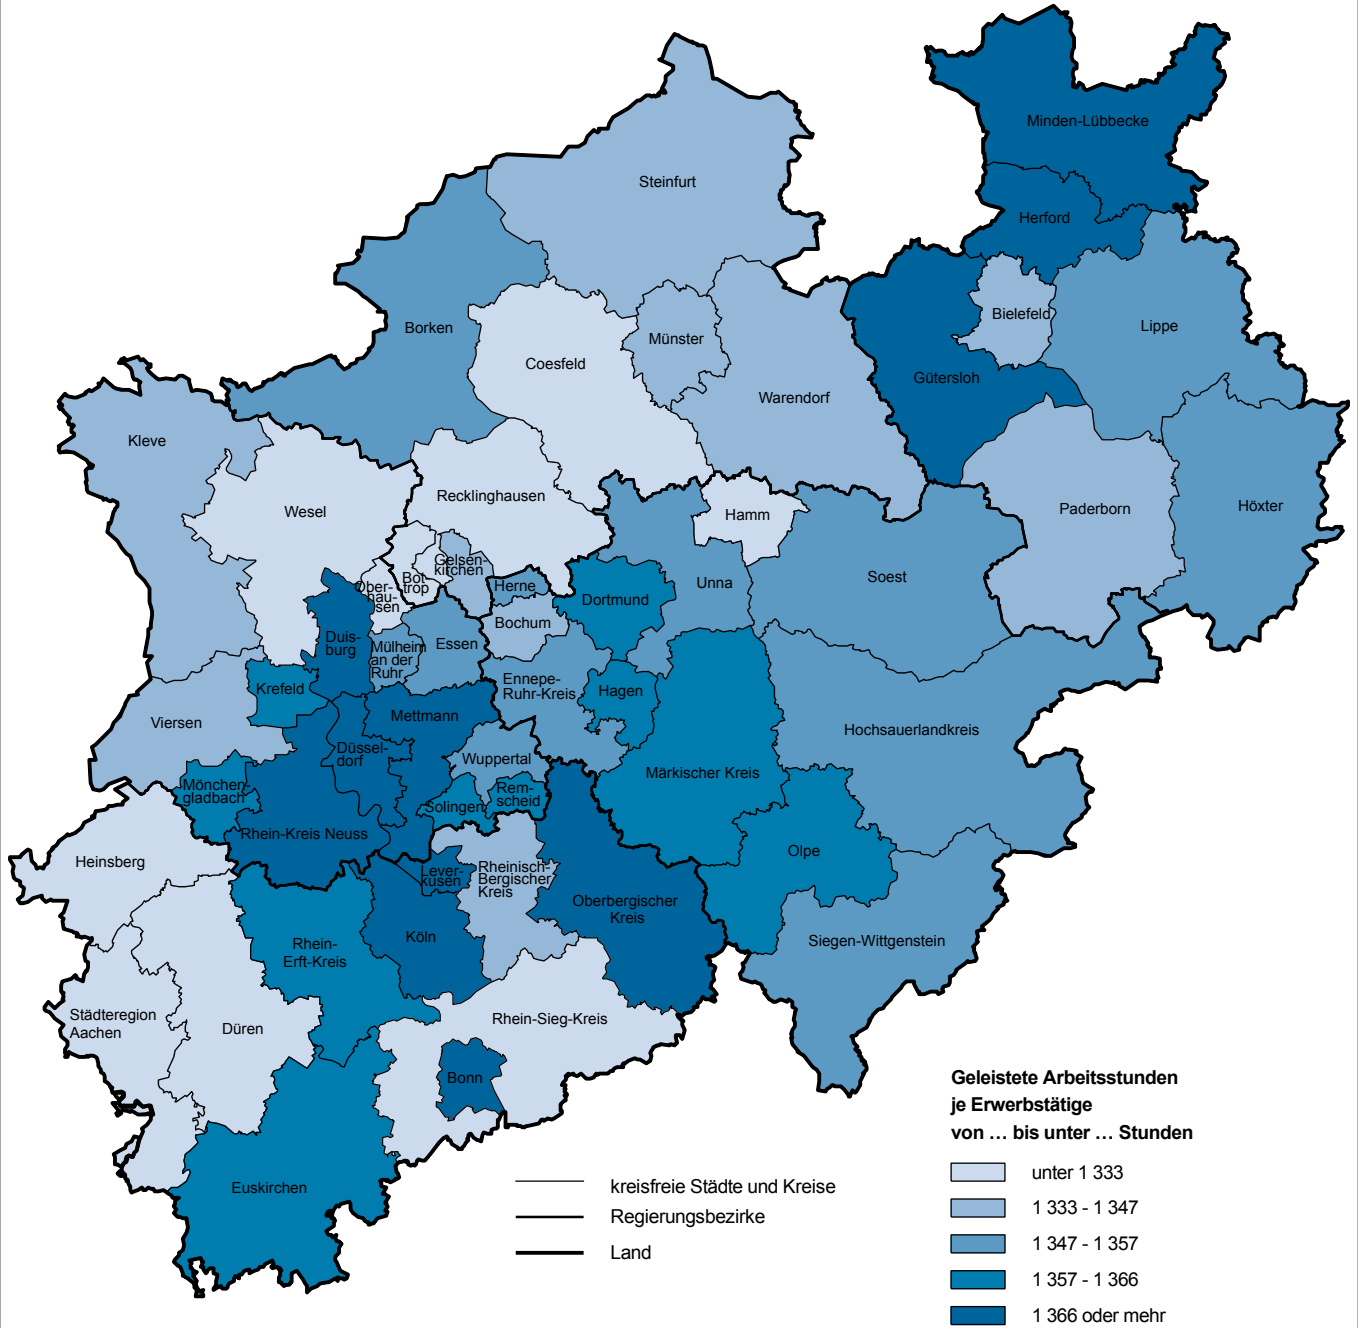 Minden-Lübbecke
Steinfurt
Herford
Bielefeld
Lippe
Borken
Münster
Coesfeld
Gütersloh
Warendorf
Kleve
Recklinghausen
Wesel
Hamm
Paderborn
Höxter
Gelsen-
kirchen
Bot-
trop
Ober-
hau-
sen
Herne
Unna
Soest
Dortmund
Bochum
Duis-
burg
Mülheim
an der
Ruhr
Essen
Krefeld
Ennepe-
Ruhr-Kreis
Hagen
Viersen
Mettmann
Hochsauerlandkreis
Düssel-
dorf
Wuppertal
Märkischer Kreis
Mönchen-
gladbach
Solingen
Rem-
scheid
Rhein-Kreis Neuss
Olpe
Heinsberg
Lever-
kusen
Rheinisch-
Bergischer
Kreis
Oberbergischer
Kreis
Köln
Rhein-
Erft-Kreis
Siegen-Wittgenstein
Städteregion
Aachen
Düren
Rhein-Sieg-Kreis
Bonn
Euskirchen
kreisfreie Städte und Kreise
Regierungsbezirke
Land
Geleistete Arbeitsstunden
je Erwerbstätige
von … bis unter … Stunden
unter 1 333
1 333 - 1 347
1 347 - 1 357
1 357 - 1 366
1 366 oder mehr